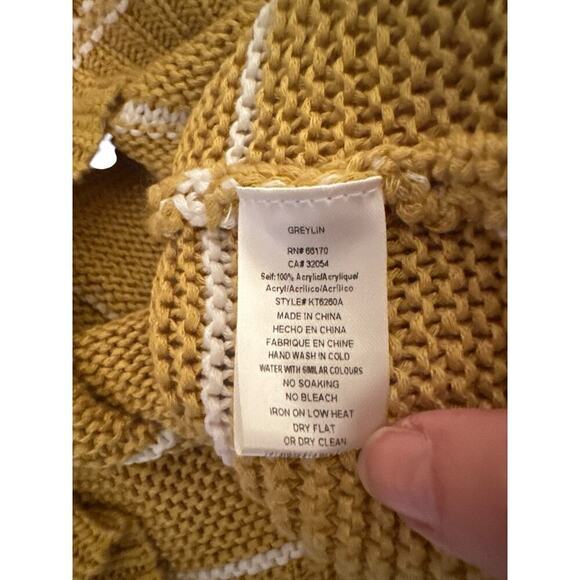 GREYLIN
RN# 66170
CA# 32054
Self: 100% Acrylic/Acrylique/
Acryl/Acrilico/Acrílico
STYLE# KT6260A
MADE IN CHINA
HECHO EN CHINA
FABRIQUE EN CHINE
HAND WASH IN COLD
WATER WITH SIMILAR COLOURS
NO SOAKING
NO BLEACH
IRON ON LOW HEAT
DRY FLAT
OR DRY CLEAN